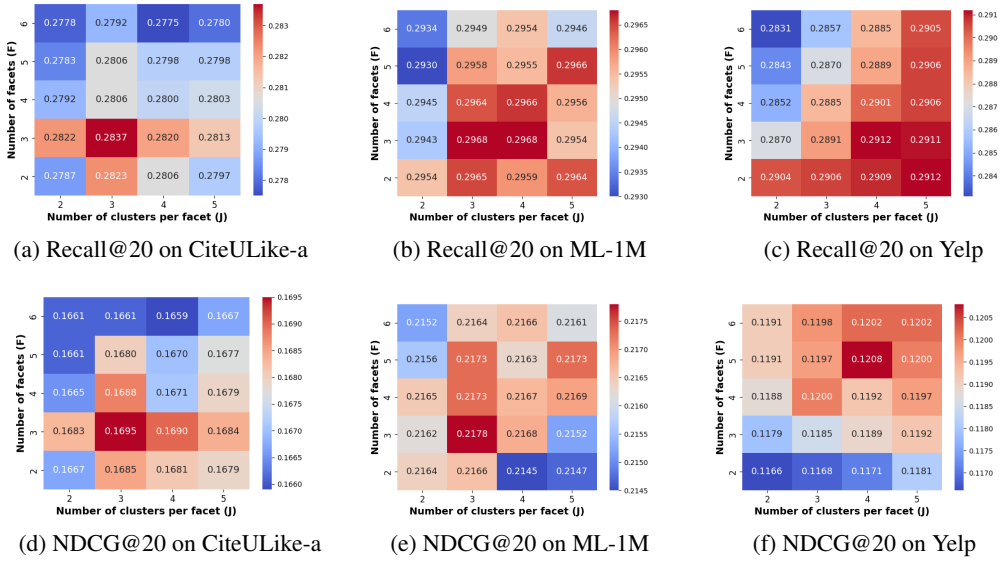 0.2778 0.2792 0.2775 0.2780
0.2783 0.2806 0.2798 0.2798
0.2792 0.2806 0.2800 0.2803
0.2822 0.2837 0.2820 0.2813
0.2787 0.2823 0.2806 0.2797
6
5
4
3
2
Number of facets (F)
2 3 4 5
Number of clusters per facet (J)
0.283
0.282
0.281
0.280
0.279
0.278
(a) Recall@20 on CiteULike-a
0.2934 0.2949 0.2954 0.2946
0.2930 0.2958 0.2955 0.2966
0.2945 0.2964 0.2966 0.2956
0.2943 0.2968 0.2968 0.2954
0.2954 0.2965 0.2959 0.2964
6
5
4
3
2
Number of facets (F)
2 3 4 5
Number of clusters per facet (J)
0.2965
0.2960
0.2955
0.2950
0.2945
0.2940
0.2935
0.2930
(b) Recall@20 on ML-1M
0.2831 0.2857 0.2885 0.2905
0.2843 0.2870 0.2889 0.2906
0.2852 0.2885 0.2901 0.2906
0.2870 0.2891 0.2912 0.2911
0.2904 0.2906 0.2909 0.2912
6
5
4
3
2
Number of facets (F)
2 3 4 5
Number of clusters per facet (J)
0.291
0.290
0.289
0.288
0.287
0.286
0.285
0.284
(c) Recall@20 on Yelp
0.1661 0.1661 0.1659 0.1667
0.1661 0.1680 0.1670 0.1677
0.1665 0.1688 0.1671 0.1679
0.1683 0.1695 0.1690 0.1684
0.1667 0.1685 0.1681 0.1679
6
5
4
3
2
Number of facets (F)
2 3 4 5
Number of clusters per facet (J)
0.1695
0.1690
0.1685
0.1680
0.1675
0.1670
0.1665
0.1660
(d) NDCG@20 on CiteULike-a
0.2152 0.2164 0.2166 0.2161
0.2156 0.2173 0.2163 0.2173
0.2165 0.2173 0.2167 0.2169
0.2162 0.2178 0.2168 0.2152
0.2164 0.2166 0.2145 0.2147
6
5
4
3
2
Number of facets (F)
2 3 4 5
Number of clusters per facet (J)
0.2175
0.2170
0.2165
0.2160
0.2155
0.2150
0.2145
(e) NDCG@20 on ML-1M
0.1191 0.1198 0.1202 0.1202
0.1191 0.1197 0.1208 0.1200
0.1188 0.1200 0.1192 0.1197
0.1179 0.1185 0.1189 0.1192
0.1166 0.1168 0.1171 0.1181
6
5
4
3
2
Number of facets (F)
2 3 4 5
Number of clusters per facet (J)
0.1205
0.1200
0.1195
0.1190
0.1185
0.1180
0.1175
0.1170
(f) NDCG@20 on Yelp